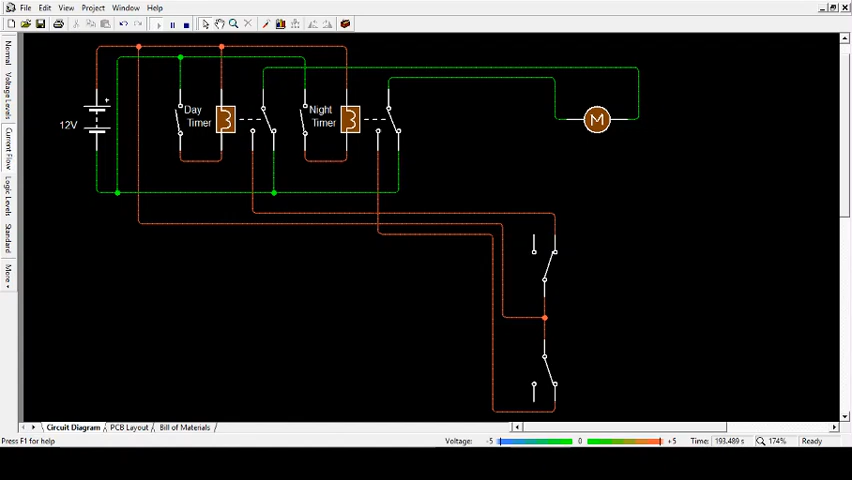 File Edit View Project Window Help
Normal
Voltage Levels
Current Flow
Logic Levels
Standard
More
12V
+
Day
Timer
Night
Timer
M
Circuit Diagram PCB Layout Bill of Materials
Press F1 for help
Voltage: -5 0 +5 Time: 193.489 s 174% Ready